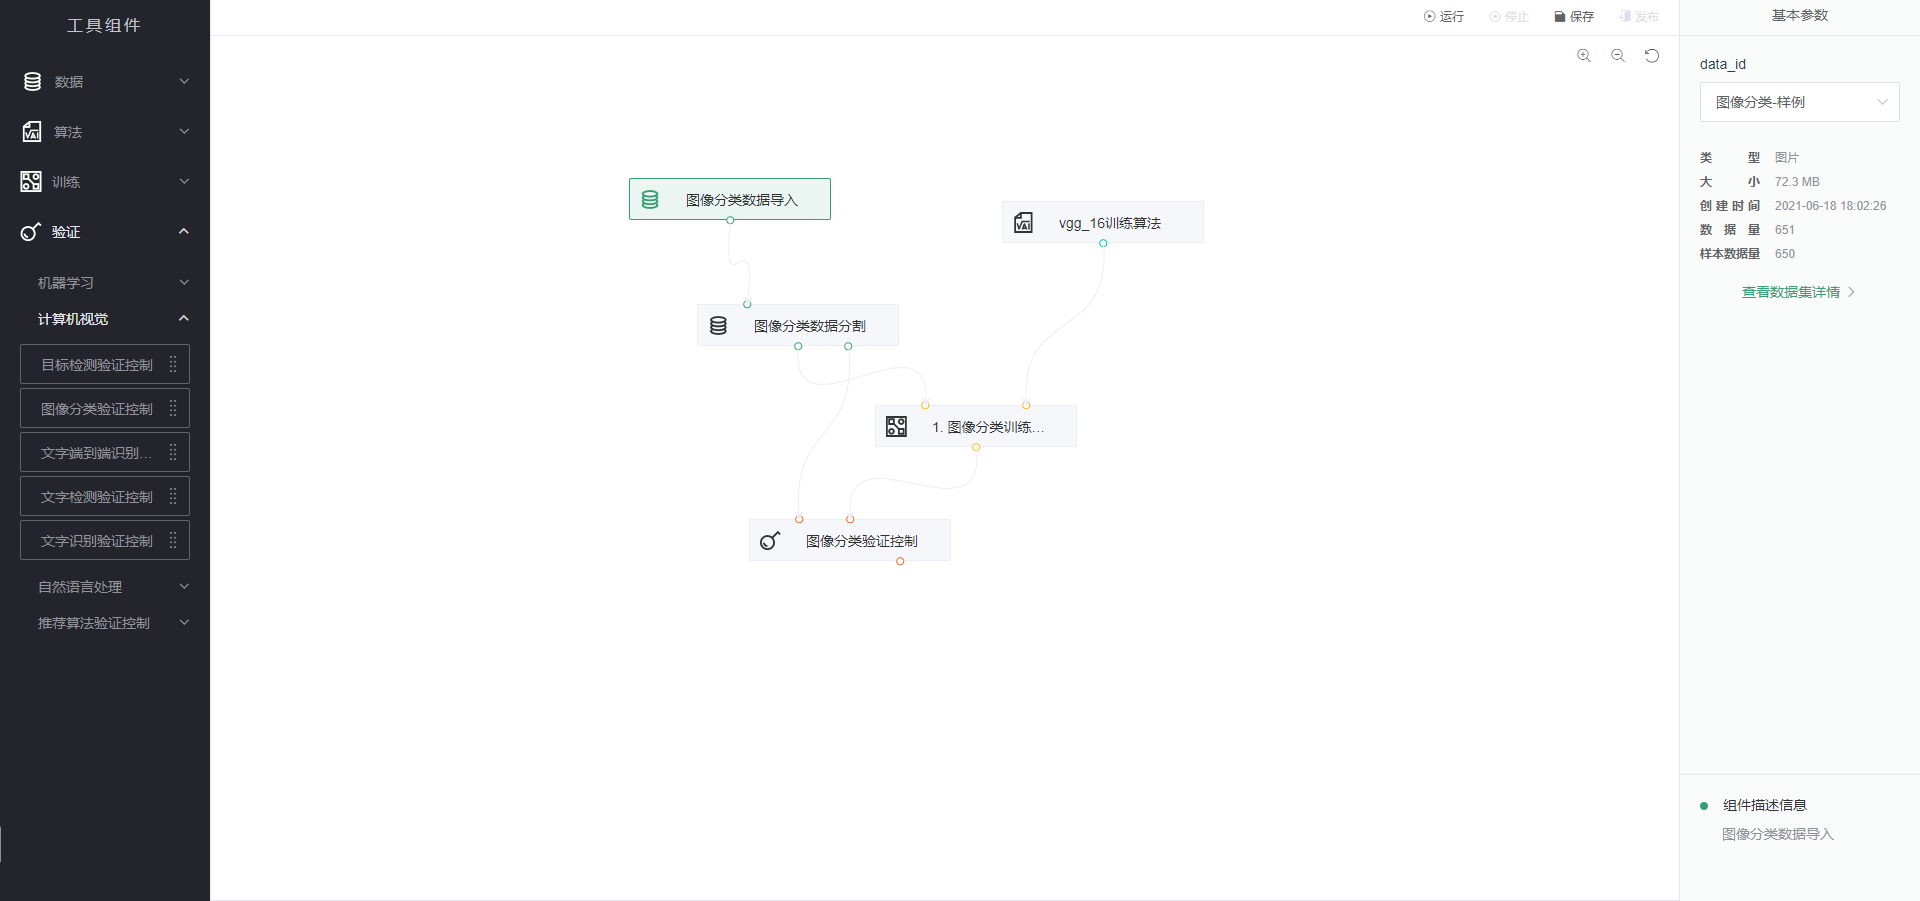 工具组件
数据
算法
训练
验证
机器学习
计算机视觉
目标检测验证控制
图像分类验证控制
文字端到端识别...
文字检测验证控制
文字识别验证控制
自然语言处理
推荐算法验证控制
运行 停止 保存 发布
图像分类数据导入
VAI vgg_16训练算法
图像分类数据分割
1. 图像分类训练...
图像分类验证控制
基本参数
data_id
图像分类-样例
类型 图片
大小 72.3 MB
创建时间 2021-06-18 18:02:26
数据量 651
样本数据量 650
查看数据集详情
组件描述信息
图像分类数据导入